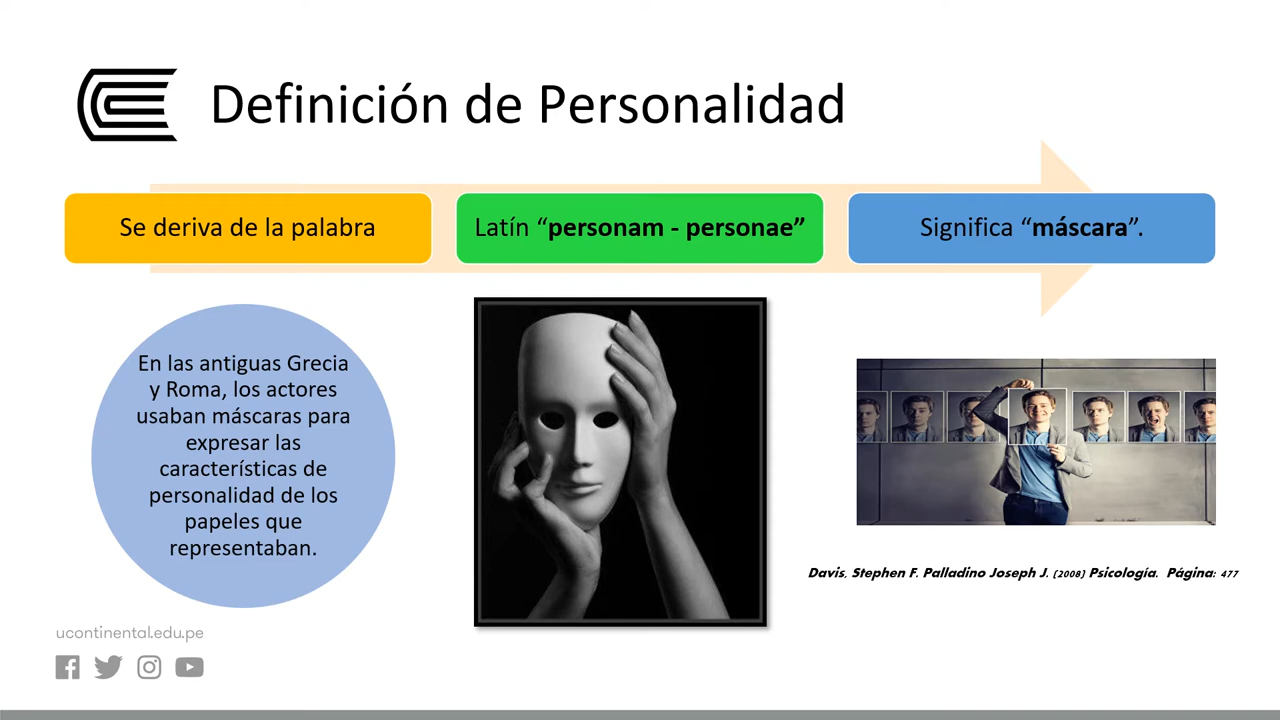 Definición de Personalidad
Se deriva de la palabra
Latín “personam - personae”
Significa “máscara”.
En las antiguas Grecia
y Roma, los actores
usaban máscaras para
expresar las
características de
personalidad de los
papeles que
representaban.
Davis, Stephen F. Palladino Joseph J. (2008) Psicología. Página: 477
ucontinental.edu.pe